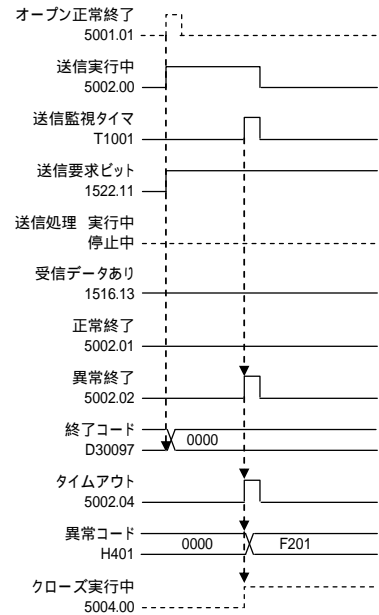 オープン正常終了
5001.01
送信実行中
5002.00
送信監視タイマ
T1001
送信要求ビット
1522.11
送信処理 実行中
停止中
受信データあり
1516.13
正常終了
5002.01
異常終了
5002.02
終了コード
D30097
0000
タイムアウト
5002.04
異常コード
H401
0000
F201
クローズ実行中
5004.00